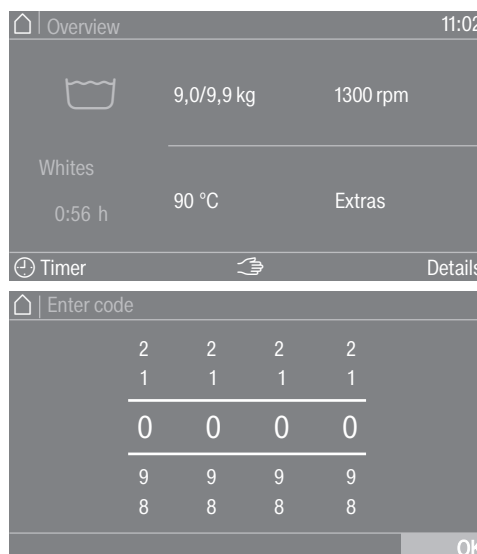 Overview 11:02
9,0/9,9 kg 1300 rpm
Whites
90 °C Extras
0:56 h
Timer Details
Enter code
2 2 2 2
1 1 1 1
0 0 0 0
9 9 9 9
8 8 8 8
OK